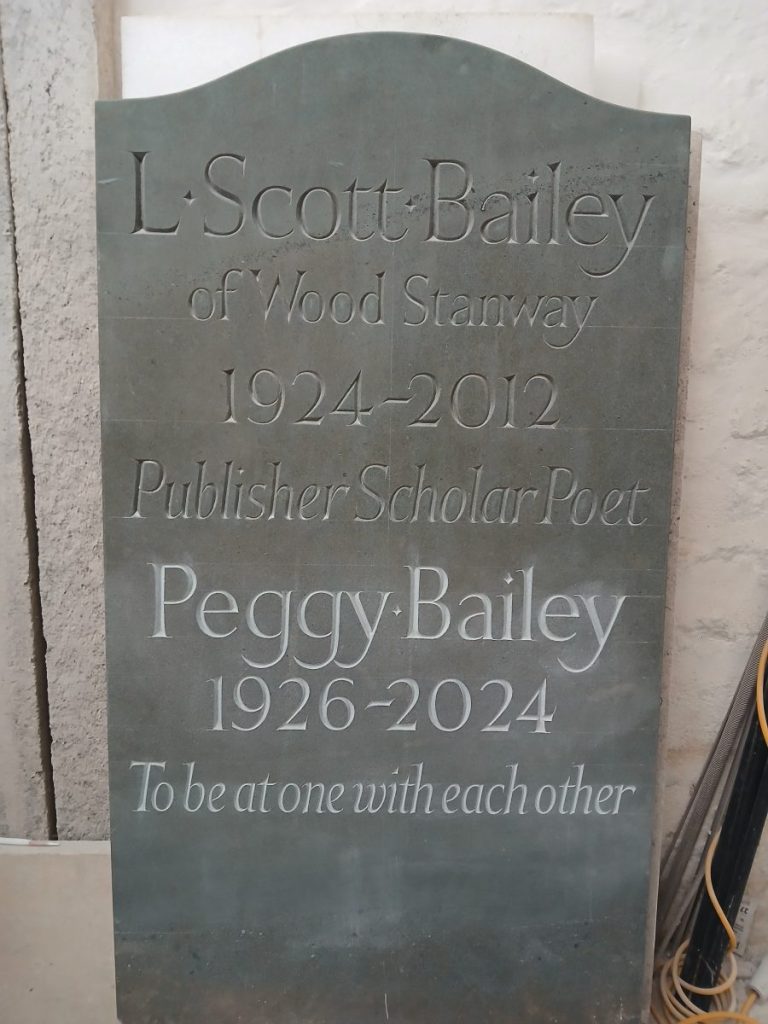 L·Scott·Bailey
of Wood Stanway
1924–2012
Publisher Scholar Poet
Peggy·Bailey
1926–2024
To be at one with each other